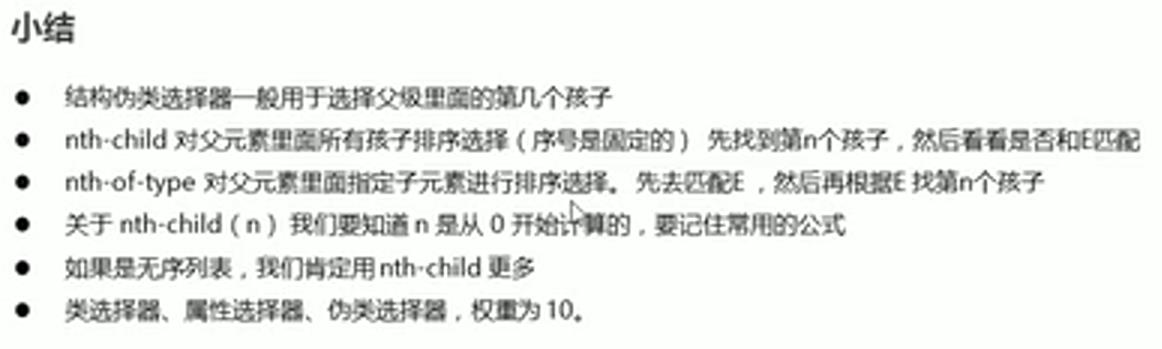 小结
● 结构伪类选择器一般用于选择父级里面的第几个孩子
● nth-child 对父元素里面所有孩子排序选择（序号是固定的） 先找到第n个孩子，然后看看是否和E匹配
● nth-of-type 对父元素里面指定子元素进行排序选择。 先去匹配E ，然后再根据E 找第n个孩子
● 关于 nth-child（n） 我们要知道 n 是从 0 开始计算的，要记住常用的公式
● 如果是无序列表，我们肯定用 nth-child 更多
● 类选择器、属性选择器、伪类选择器，权重为 10。